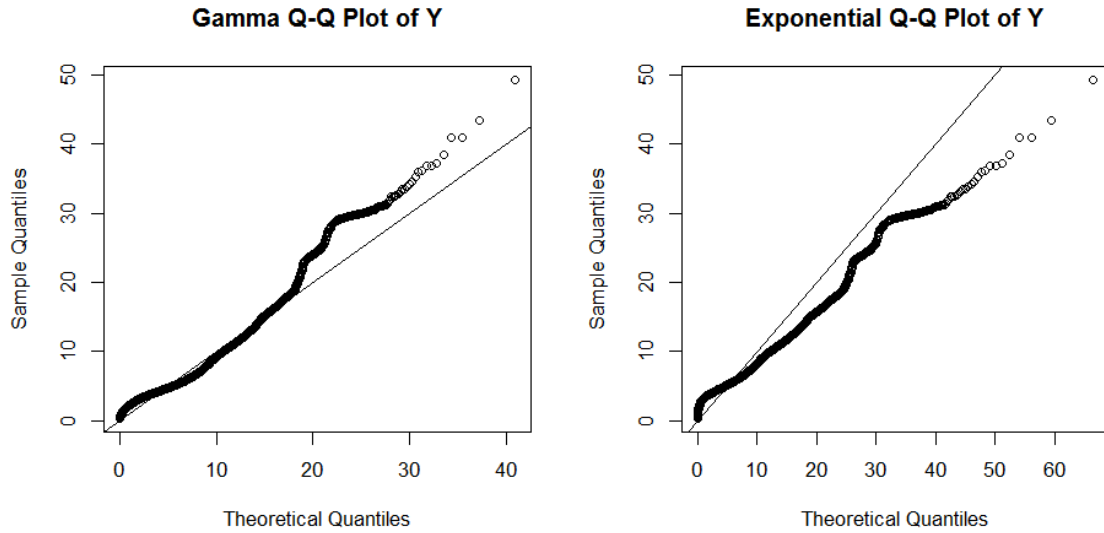 Gamma Q-Q Plot of Y
Sample Quantiles
50
40
30
20
10
0
0 10 20 30 40
Theoretical Quantiles
Exponential Q-Q Plot of Y
Sample Quantiles
50
40
30
20
10
0
0 10 20 30 40 50 60
Theoretical Quantiles